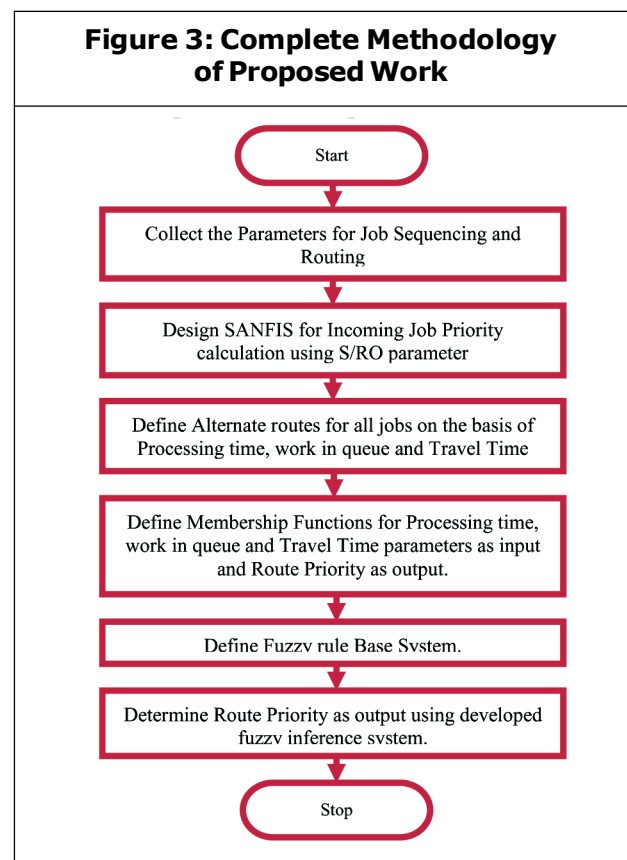 Figure 3: Complete Methodology
of Proposed Work
Start
Collect the Parameters for Job Sequencing and
Routing
Design SANFIS for Incoming Job Priority
calculation using S/RO parameter
Define Alternate routes for all jobs on the basis of
Processing time, work in queue and Travel Time
Define Membership Functions for Processing time,
work in queue and Travel Time parameters as input
and Route Priority as output.
Define Fuzzy rule Base System.
Determine Route Priority as output using developed
fuzzy inference system.
Stop